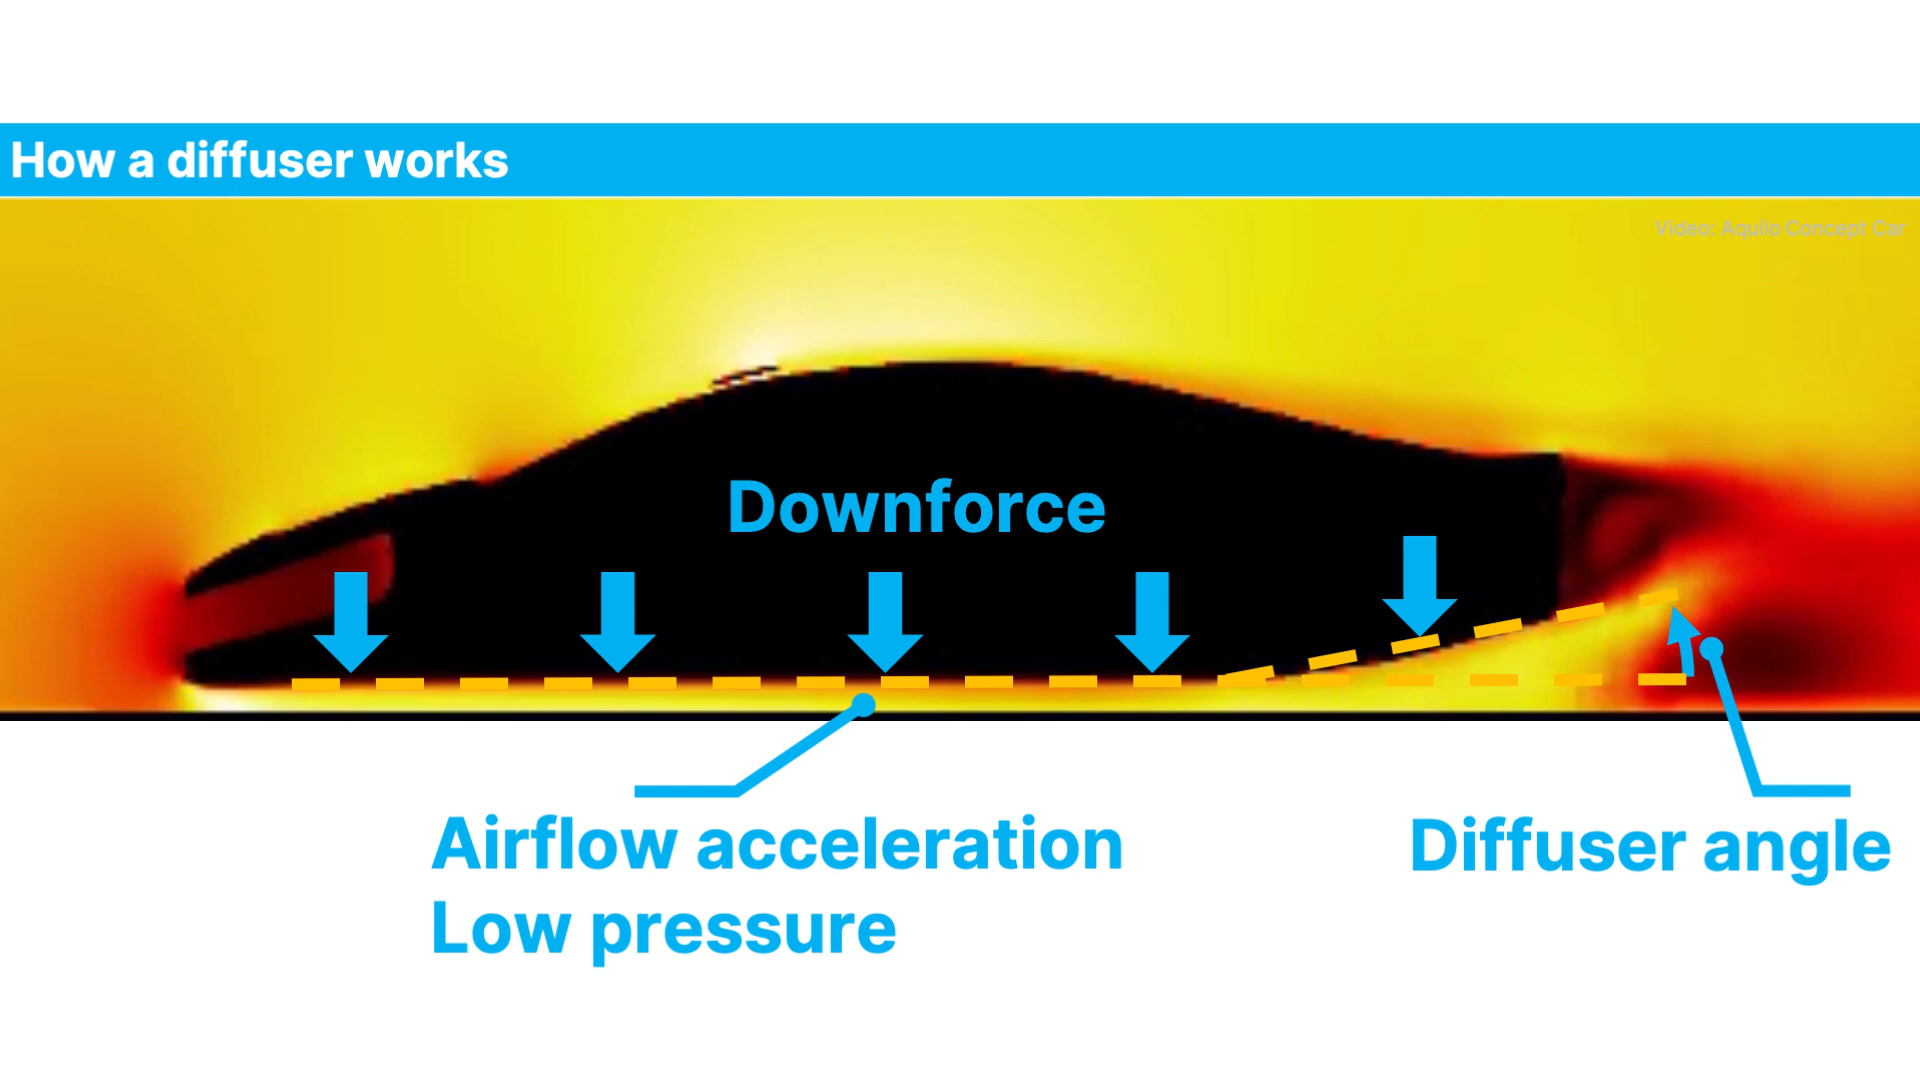 How a diffuser works
Video: Aquilo Concept Car
Downforce
Airflow acceleration
Low pressure
Diffuser angle